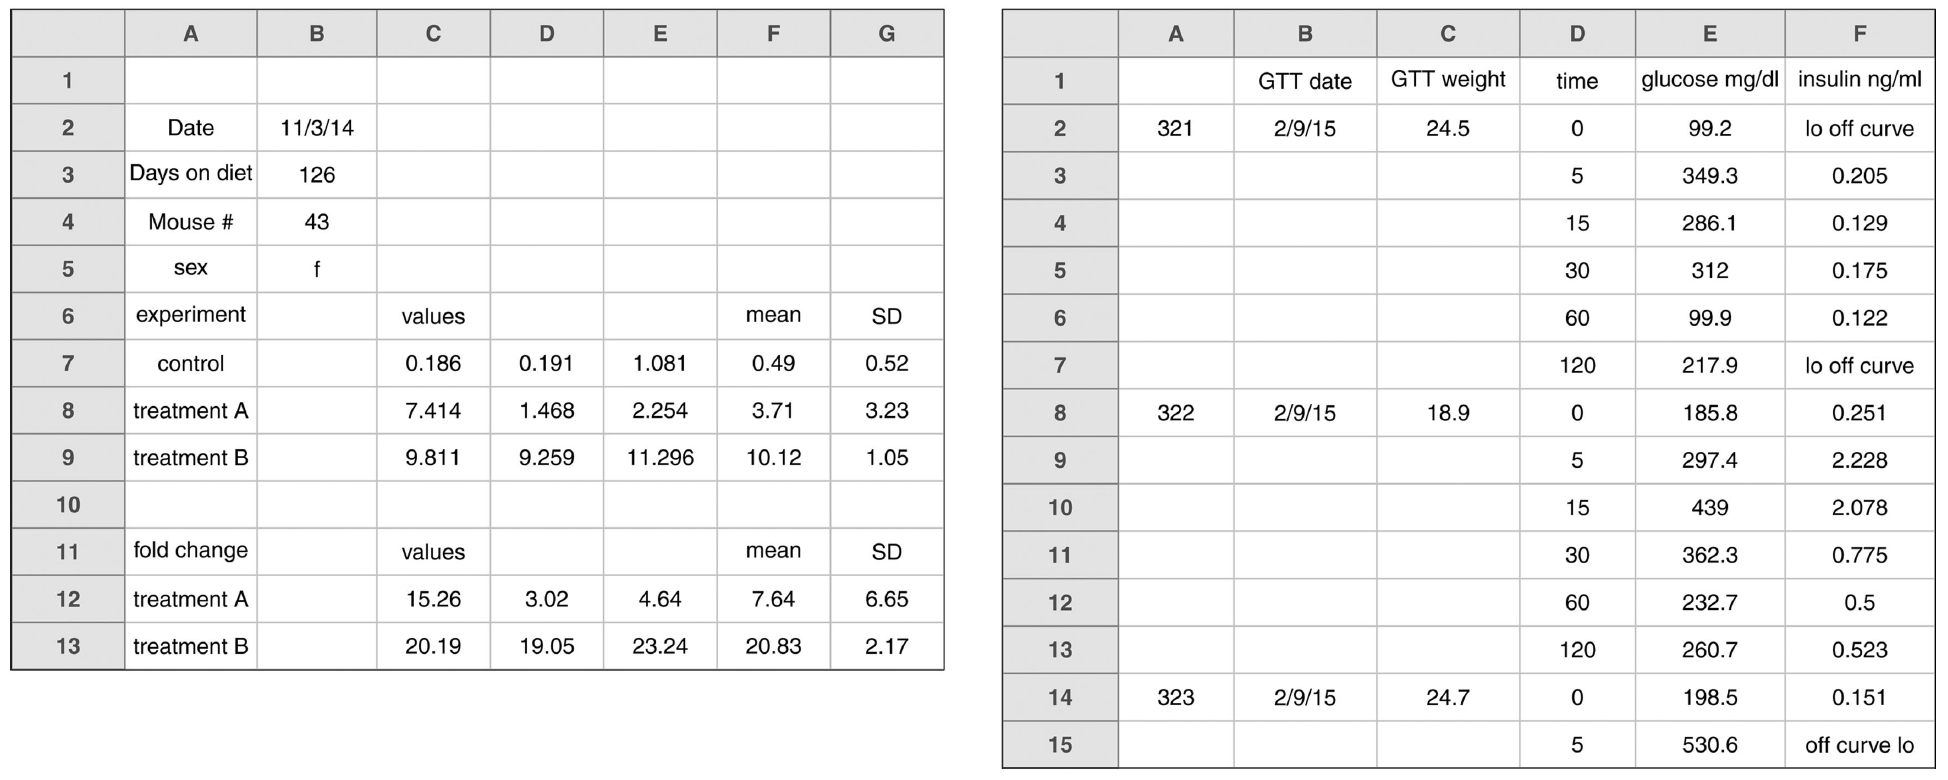 A B C D E F G
1
2 Date 11/3/14
3 Days on diet 126
4 Mouse # 43
5 sex f
6 experiment values mean SD
7 control 0.186 0.191 1.081 0.49 0.52
8 treatment A 7.414 1.468 2.254 3.71 3.23
9 treatment B 9.811 9.259 11.296 10.12 1.05
10
11 fold change values mean SD
12 treatment A 15.26 3.02 4.64 7.64 6.65
13 treatment B 20.19 19.05 23.24 20.83 2.17
A B C D E F
1 GTT date GTT weight time glucose mg/dl insulin ng/ml
2 321 2/9/15 24.5 0 99.2 lo off curve
3 5 349.3 0.205
4 15 286.1 0.129
5 30 312 0.175
6 60 99.9 0.122
7 120 217.9 lo off curve
8 322 2/9/15 18.9 0 185.8 0.251
9 5 297.4 2.228
10 15 439 2.078
11 30 362.3 0.775
12 60 232.7 0.5
13 120 260.7 0.523
14 323 2/9/15 24.7 0 198.5 0.151
15 5 530.6 off curve lo